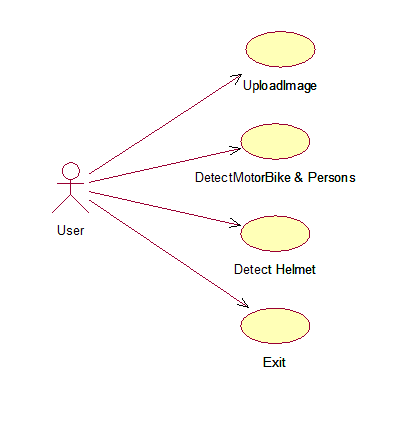 UploadImage
DetectMotorBike & Persons
User
Detect Helmet
Exit